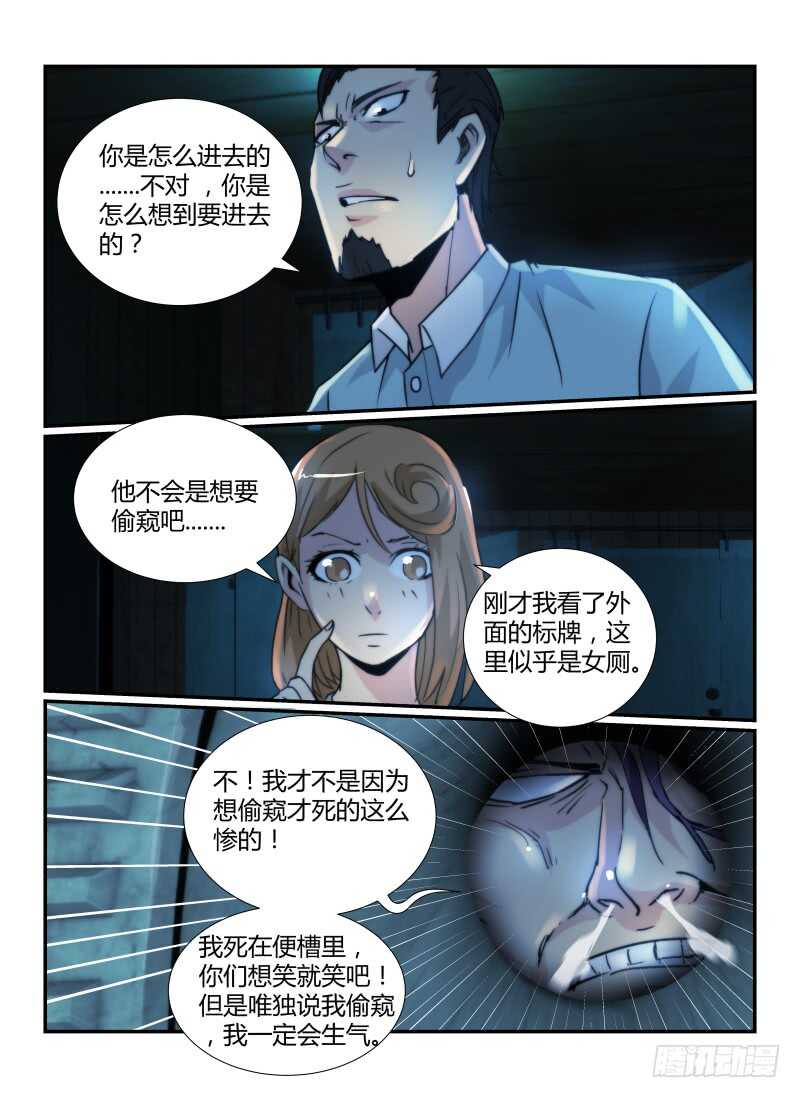 你是怎么进去的
.......不对 ，你是
怎么想到要进去
的？
他不会是想要
偷窥吧.......
刚才我看了外
面的标牌，这
里似乎是女厕。
不！我才不是因为
想偷窥才死的这么
惨的！
我死在便槽里，
你们想笑就笑吧！
但是唯独说我偷窥
，我一定会生气。
腾讯动漫